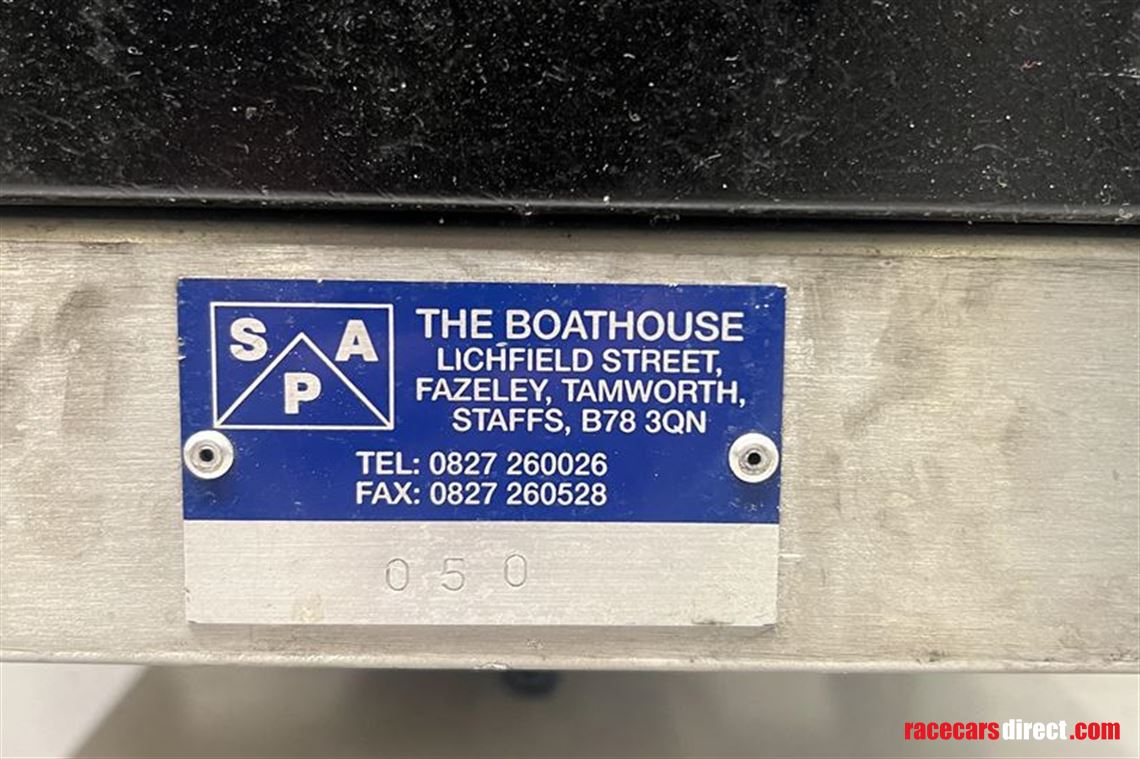 S A
P
THE BOATHOUSE
LICHFIELD STREET,
FAZELEY, TAMWORTH,
STAFFS, B78 3QN
TEL: 0827 260026
FAX: 0827 260528
050
racecarsdirect.com